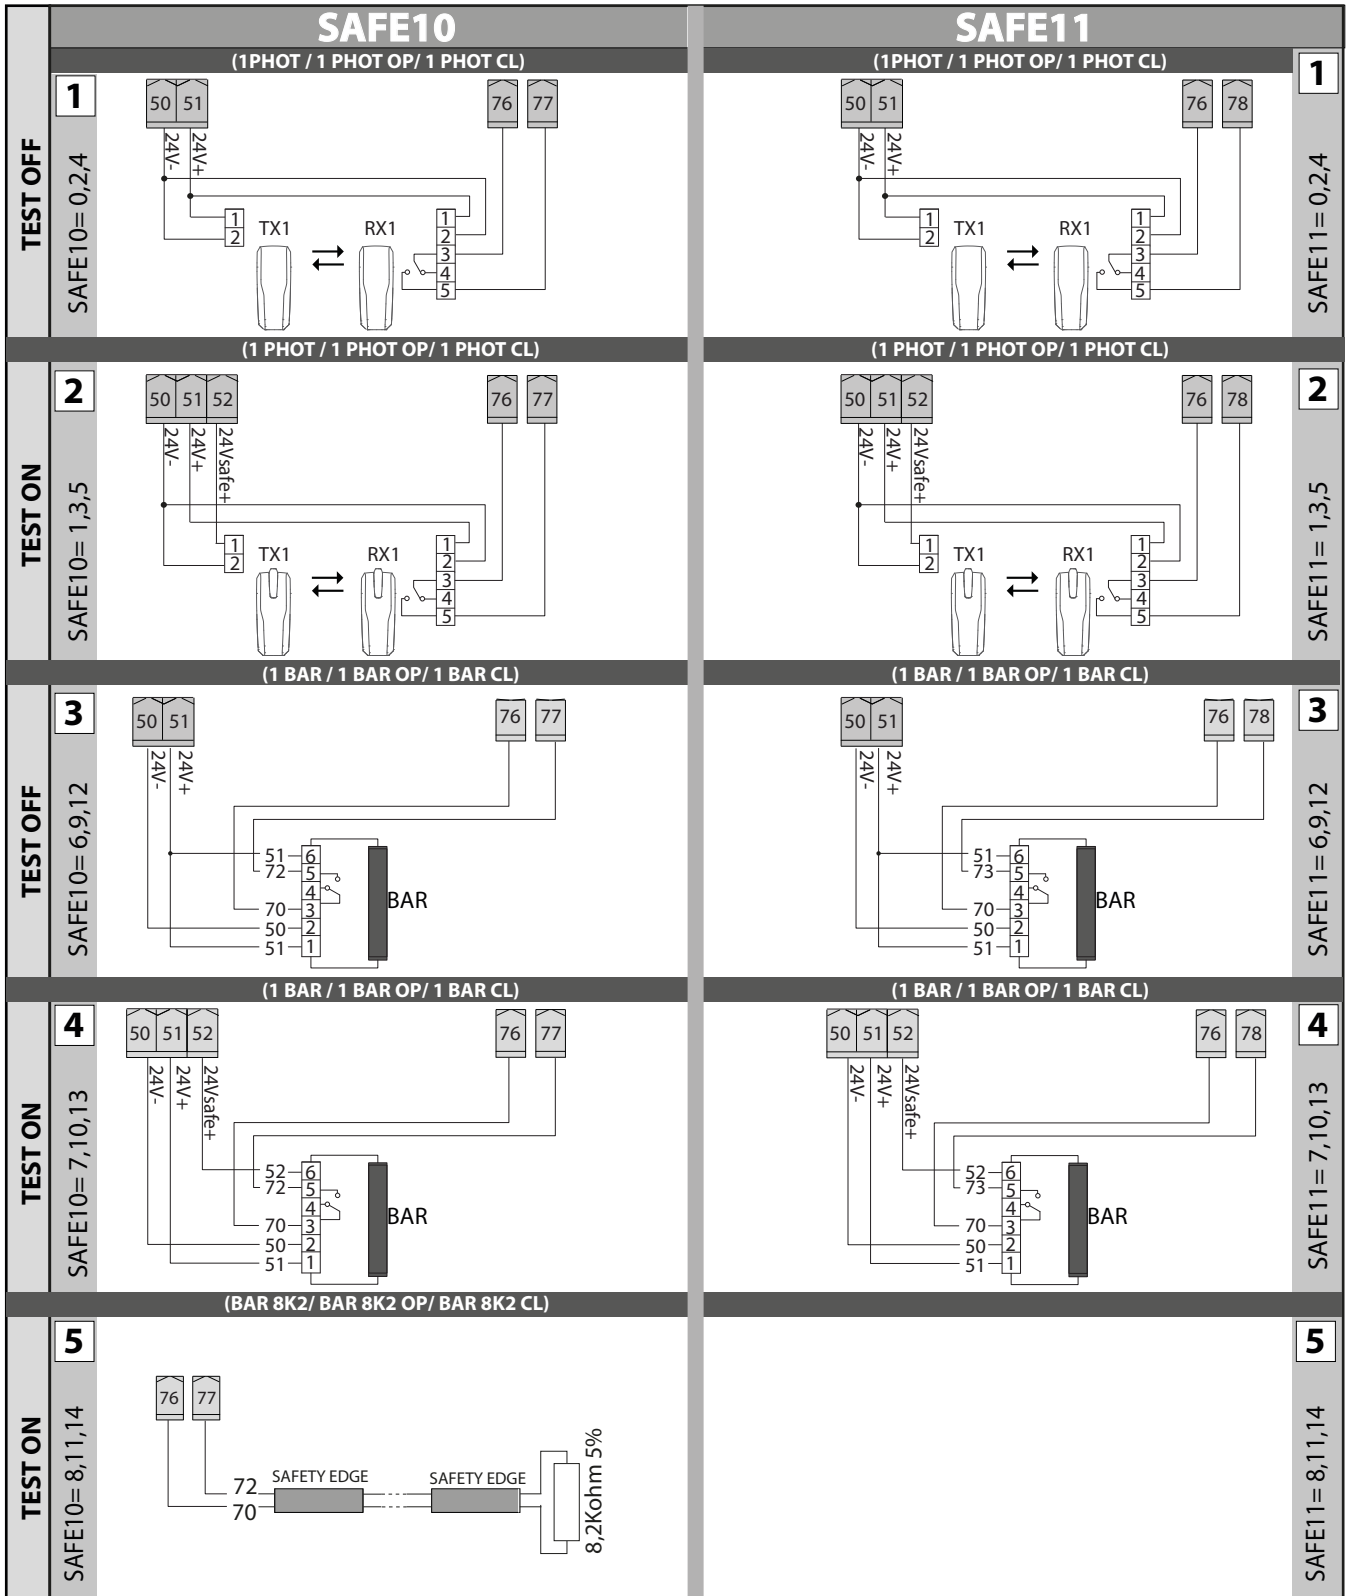 SAFE10
SAFE11
(1PHOT / 1 PHOT OP/ 1 PHOT CL)
(1PHOT / 1 PHOT OP/ 1 PHOT CL)
TEST OFF
1
SAFE10= 0,2,4
50 51
76 77
24V-
24V+
1
2
TX1
RX1
1
2
3
4
5
50 51
76 78
24V-
24V+
1
2
TX1
RX1
1
2
3
4
5
1
SAFE11= 0,2,4
(1 PHOT / 1 PHOT OP/ 1 PHOT CL)
(1 PHOT / 1 PHOT OP/ 1 PHOT CL)
TEST ON
2
SAFE10= 1,3,5
50 51 52
76 77
24V-
24V+
24Vsafe+
1
2
TX1
RX1
1
2
3
4
5
50 51 52
76 78
24V-
24V+
24Vsafe+
1
2
TX1
RX1
1
2
3
4
5
2
SAFE11= 1,3,5
(1 BAR / 1 BAR OP/ 1 BAR CL)
(1 BAR / 1 BAR OP/ 1 BAR CL)
TEST OFF
3
SAFE10= 6,9,12
50 51
76 77
24V-
24V+
51 6
72 5
4
70 3
50 2
51 1
BAR
50 51
76 78
24V-
24V+
51 6
73 5
4
70 3
50 2
51 1
BAR
3
SAFE11= 6,9,12
(1 BAR / 1 BAR OP/ 1 BAR CL)
(1 BAR / 1 BAR OP/ 1 BAR CL)
TEST ON
4
SAFE10= 7,10,13
50 51 52
76 77
24V-
24V+
24Vsafe+
52 6
72 5
4
70 3
50 2
51 1
BAR
50 51 52
76 78
24V-
24V+
24Vsafe+
52 6
73 5
4
70 3
50 2
51 1
BAR
4
SAFE11= 7,10,13
(BAR 8K2/ BAR 8K2 OP/ BAR 8K2 CL)
TEST ON
5
SAFE10= 8,11,14
76 77
72
70
SAFETY EDGE
SAFETY EDGE
8,2Kohm 5%
5
SAFE11= 8,11,14